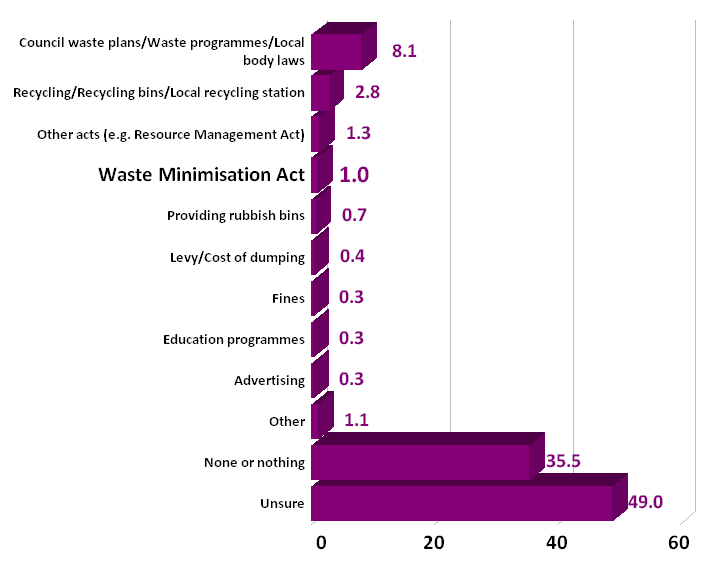 Council waste plans/Waste programmes/Local
body laws
8.1
Recycling/Recycling bins/Local recycling station
2.8
Other acts (e.g. Resource Management Act)
1.3
Waste Minimisation Act
1.0
Providing rubbish bins
0.7
Levy/Cost of dumping
0.4
Fines
0.3
Education programmes
0.3
Advertising
0.3
Other
1.1
None or nothing
35.5
Unsure
49.0
0 20 40 60